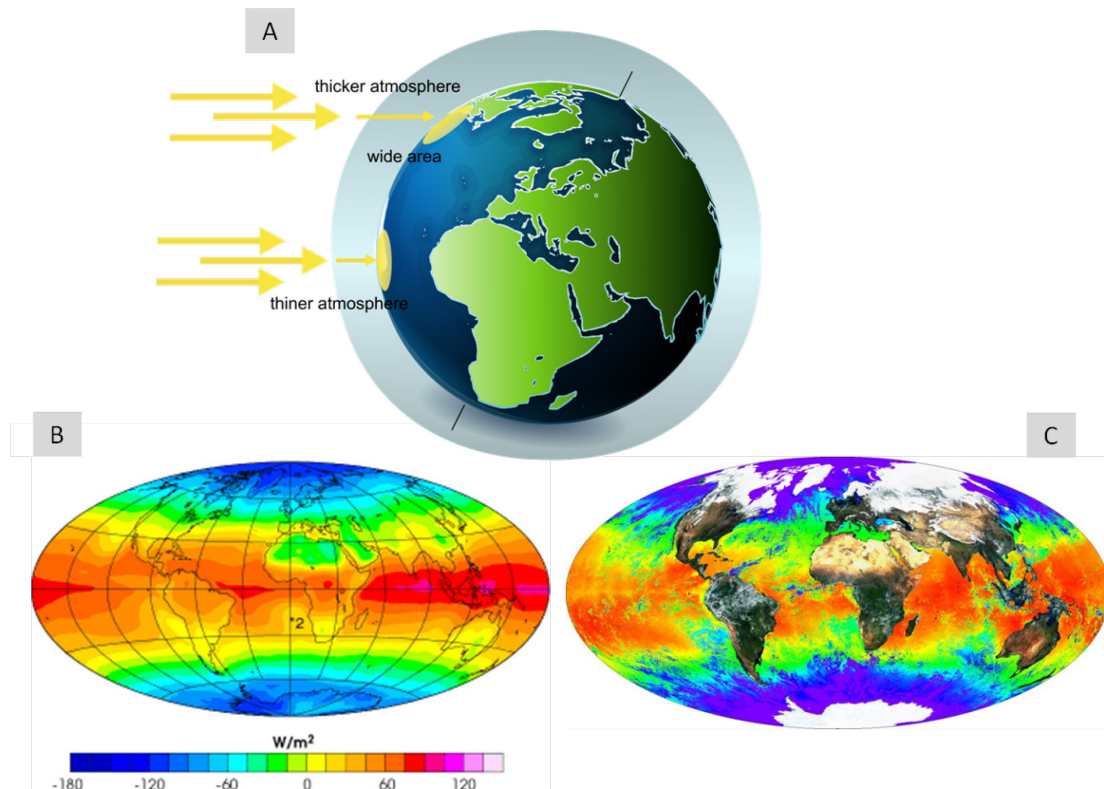 A
thicker atmosphere
wide area
thiner atmosphere
B
C
*2
W/m²
-180 -120 -60 0 60 120